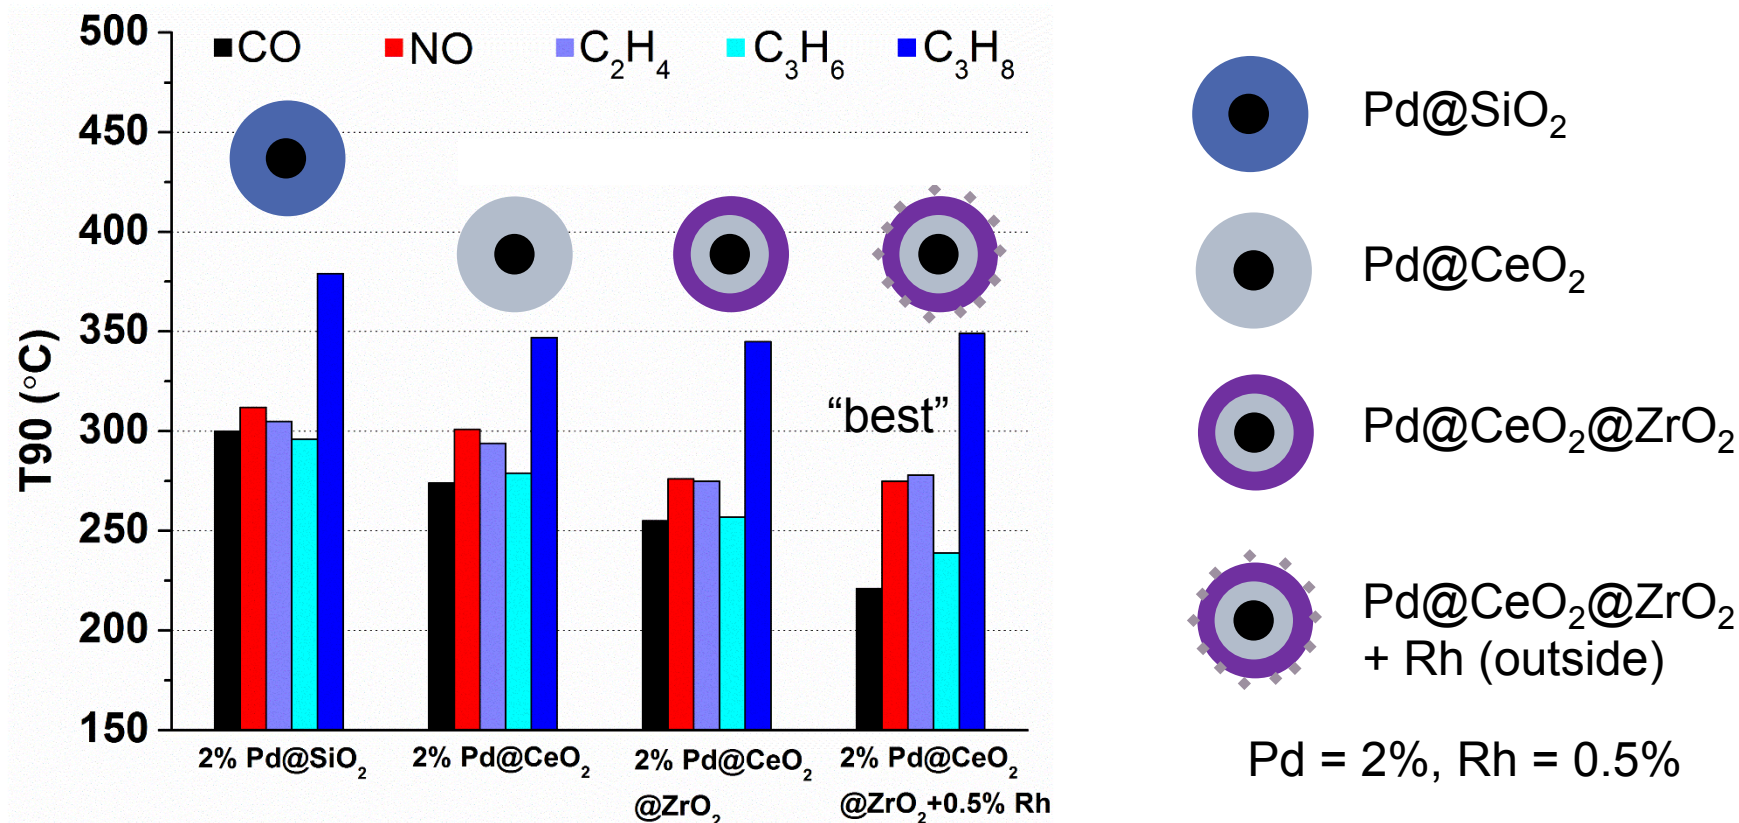 500
450
400
350
300
250
200
150
T90 (°C)
CO NO C₂H₄ C₃H₆ C₃H₈
“best”
2% Pd@SiO₂
2% Pd@CeO₂
2% Pd@CeO₂
@ZrO₂
2% Pd@CeO₂
@ZrO₂+0.5% Rh
Pd@SiO₂
Pd@CeO₂
Pd@CeO₂@ZrO₂
Pd@CeO₂@ZrO₂
+ Rh (outside)
Pd = 2%, Rh = 0.5%